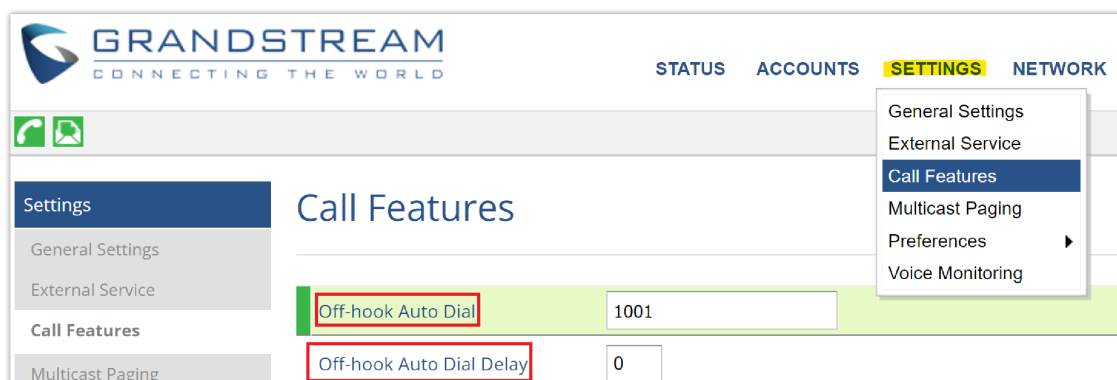 GRANDSTREAM
CONNECTING THE WORLD
STATUS ACCOUNTS SETTINGS NETWORK
General Settings
External Service
Call Features
Multicast Paging
Preferences
Voice Monitoring
Settings
General Settings
External Service
Call Features
Multicast Paging
Call Features
Off-hook Auto Dial 1001
Off-hook Auto Dial Delay 0